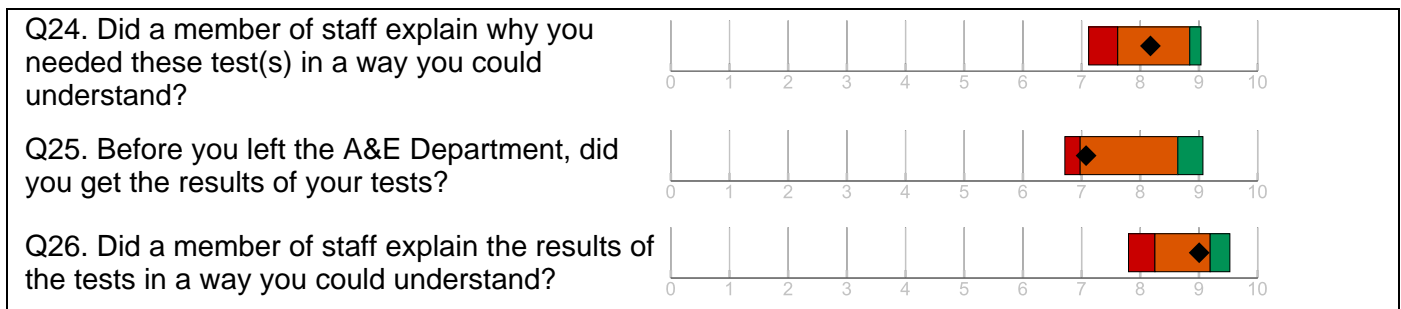 Q24. Did a member of staff explain why you
needed these test(s) in a way you could
understand?
0 1 2 3 4 5 6 7 8 9 10
Q25. Before you left the A&E Department, did
you get the results of your tests?
0 1 2 3 4 5 6 7 8 9 10
Q26. Did a member of staff explain the results of
the tests in a way you could understand?
0 1 2 3 4 5 6 7 8 9 10